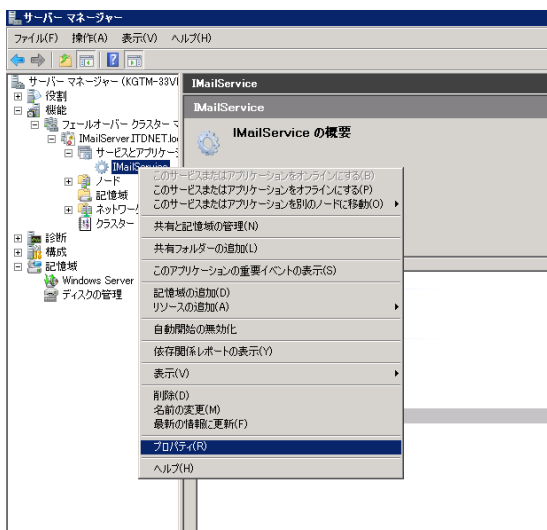 サーバー マネージャー
ファイル(F) 操作(A) 表示(V) ヘルプ(H)
サーバー マネージャー (KGTM-33VI
役割
機能
フェールオーバー クラスター マ
IMailServer.ITDNET.lo
サービスとアプリケーシ
IMailService
ノード
記憶域
ネットワーク
クラスター
診断
構成
記憶域
Windows Server
ディスクの管理
IMailService
IMailService
IMailService の概要
このサービスまたはアプリケーションをオンラインにする(B)
このサービスまたはアプリケーションをオフラインにする(P)
このサービスまたはアプリケーションを別のノードに移動(O)
共有と記憶域の管理(N)
共有フォルダーの追加(L)
このアプリケーションの重要イベントの表示(S)
記憶域の追加(D)
リソースの追加(A)
自動開始の無効化
依存関係レポートの表示(Y)
表示(V)
削除(D)
名前の変更(M)
最新の情報に更新(F)
プロパティ(R)
ヘルプ(H)